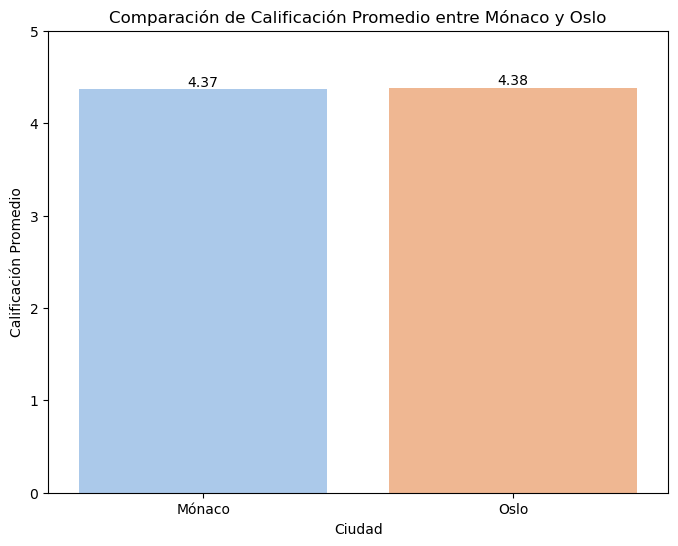 Comparación de Calificación Promedio entre Mónaco y Oslo
5
4
3
2
1
0
Calificación Promedio
4.37
4.38
Mónaco
Oslo
Ciudad